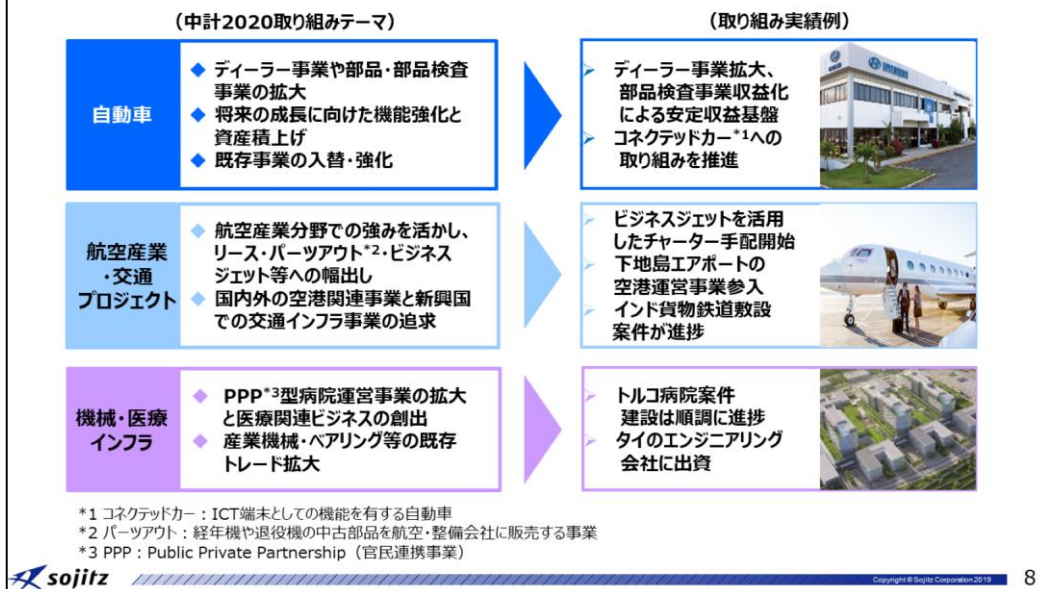 （中計2020取り組みテーマ）
（取り組み実績例）
自動車
◆ ディーラー事業や部品・部品検査
事業の拡大
◆ 将来の成長に向けた機能強化と
資産積上げ
◆ 既存事業の入替・強化
➢ ディーラー事業拡大、
部品検査事業収益化
による安定収益基盤
➢ コネクテッドカー*1への
取り組みを推進
HYUNDAI
航空産業
・交通
プロジェクト
◆ 航空産業分野での強みを活かし、
リース・パーツアウト*2・ビジネス
ジェット等への幅出し
◆ 国内外の空港関連事業と新興国
での交通インフラ事業の追求
➢ ビジネスジェットを活用
したチャーター手配開始
➢ 下地島エアポートの
空港運営事業参入
➢ インド貨物鉄道敷設
案件が進捗
機械・医療
インフラ
◆ PPP*3型病院運営事業の拡大
と医療関連ビジネスの創出
◆ 産業機械・ベアリング等の既存
トレード拡大
➢ トルコ病院案件
建設は順調に進捗
➢ タイのエンジニアリング
会社に出資
*1 コネクテッドカー：ICT端末としての機能を有する自動車
*2 パーツアウト：経年機や退役機の中古部品を航空・整備会社に販売する事業
*3 PPP：Public Private Partnership（官民連携事業）
sojitz
Copyright © Sojitz Corporation 2019
8